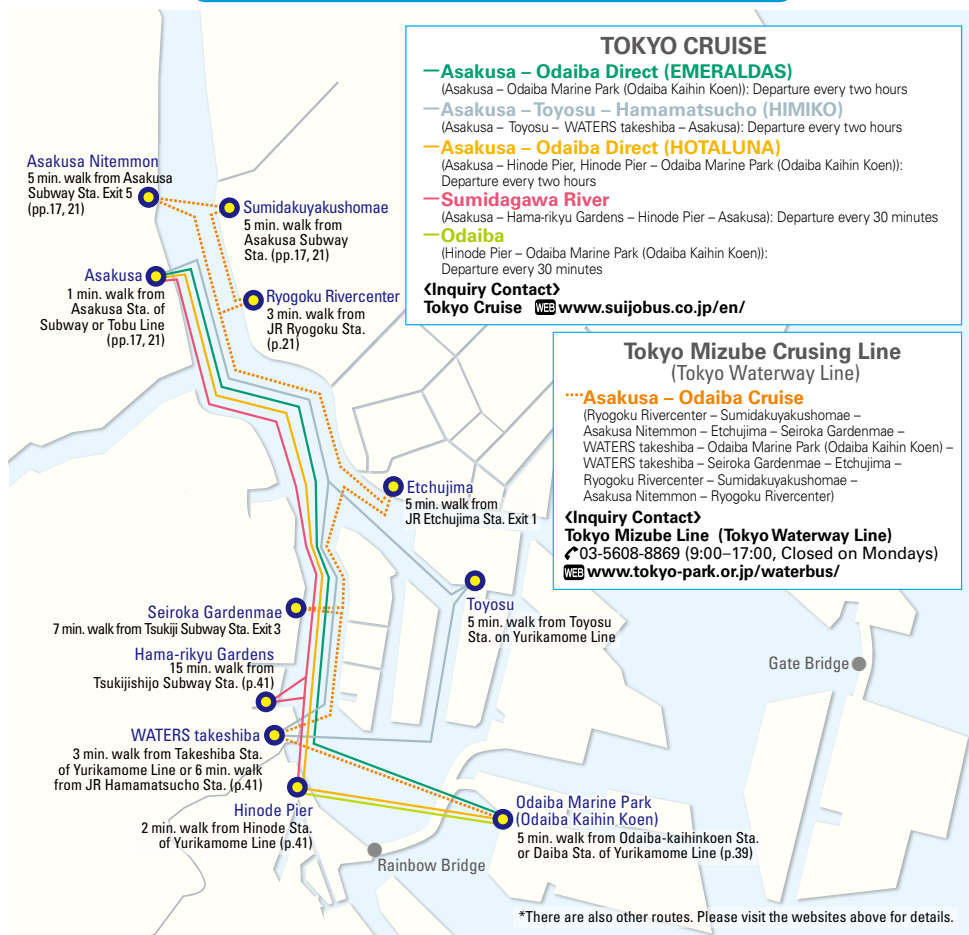 TOKYO CRUISE
Asakusa – Odaiba Direct (EMERALDAS)
(Asakusa – Odaiba Marine Park (Odaiba Kaihin Koen)): Departure every two hours
Asakusa – Toyosu – Hamamatsucho (HIMIKO)
(Asakusa – Toyosu – WATERS takeshiba – Asakusa): Departure every two hours
Asakusa – Odaiba Direct (HOTALUNA)
(Asakusa – Hinode Pier, Hinode Pier – Odaiba Marine Park (Odaiba Kaihin Koen)):
Departure every two hours
Sumidagawa River
(Asakusa – Hama-rikyu Gardens – Hinode Pier – Asakusa): Departure every 30 minutes
Odaiba
(Hinode Pier – Odaiba Marine Park (Odaiba Kaihin Koen)):
Departure every 30 minutes
<Inquiry Contact>
Tokyo Cruise WEB www.suijobus.co.jp/en/
Tokyo Mizube Crusing Line
(Tokyo Waterway Line)
Asakusa – Odaiba Cruise
(Ryogoku Rivercenter – Sumidakuyakushomae –
Asakusa Nitemmon – Etchujima – Seiroka Gardenmae –
WATERS takeshiba – Odaiba Marine Park (Odaiba Kaihin Koen) –
WATERS takeshiba – Seiroka Gardenmae – Etchujima –
Ryogoku Rivercenter – Sumidakuyakushomae –
Asakusa Nitemmon – Ryogoku Rivercenter)
<Inquiry Contact>
Tokyo Mizube Line (Tokyo Waterway Line)
03-5608-8869 (9:00–17:00, Closed on Mondays)
WEB www.tokyo-park.or.jp/waterbus/
Asakusa Nitemmon
5 min. walk from Asakusa
Subway Sta. Exit 5
(pp.17, 21)
Sumidakuyakushomae
5 min. walk from
Asakusa Subway
Sta. (pp.17, 21)
Asakusa
1 min. walk from
Asakusa Sta. of
Subway or Tobu Line
(pp.17, 21)
Ryogoku Rivercenter
3 min. walk from
JR Ryogoku Sta.
(p.21)
Etchujima
5 min. walk from
JR Etchujima Sta. Exit 1
Toyosu
5 min. walk from Toyosu
Sta. on Yurikamome Line
Seiroka Gardenmae
7 min. walk from Tsukiji Subway Sta. Exit 3
Hama-rikyu Gardens
15 min. walk from
Tsukijishijo Subway Sta. (p.41)
Gate Bridge
WATERS takeshiba
3 min. walk from Takeshiba Sta.
of Yurikamome Line or 6 min. walk
from JR Hamamatsucho Sta. (p.41)
Hinode Pier
2 min. walk from Hinode Sta.
of Yurikamome Line (p.41)
Odaiba Marine Park
(Odaiba Kaihin Koen)
5 min. walk from Odaiba-kaihinkoen Sta.
or Daiba Sta. of Yurikamome Line (p.39)
Rainbow Bridge
*There are also other routes. Please visit the websites above for details.